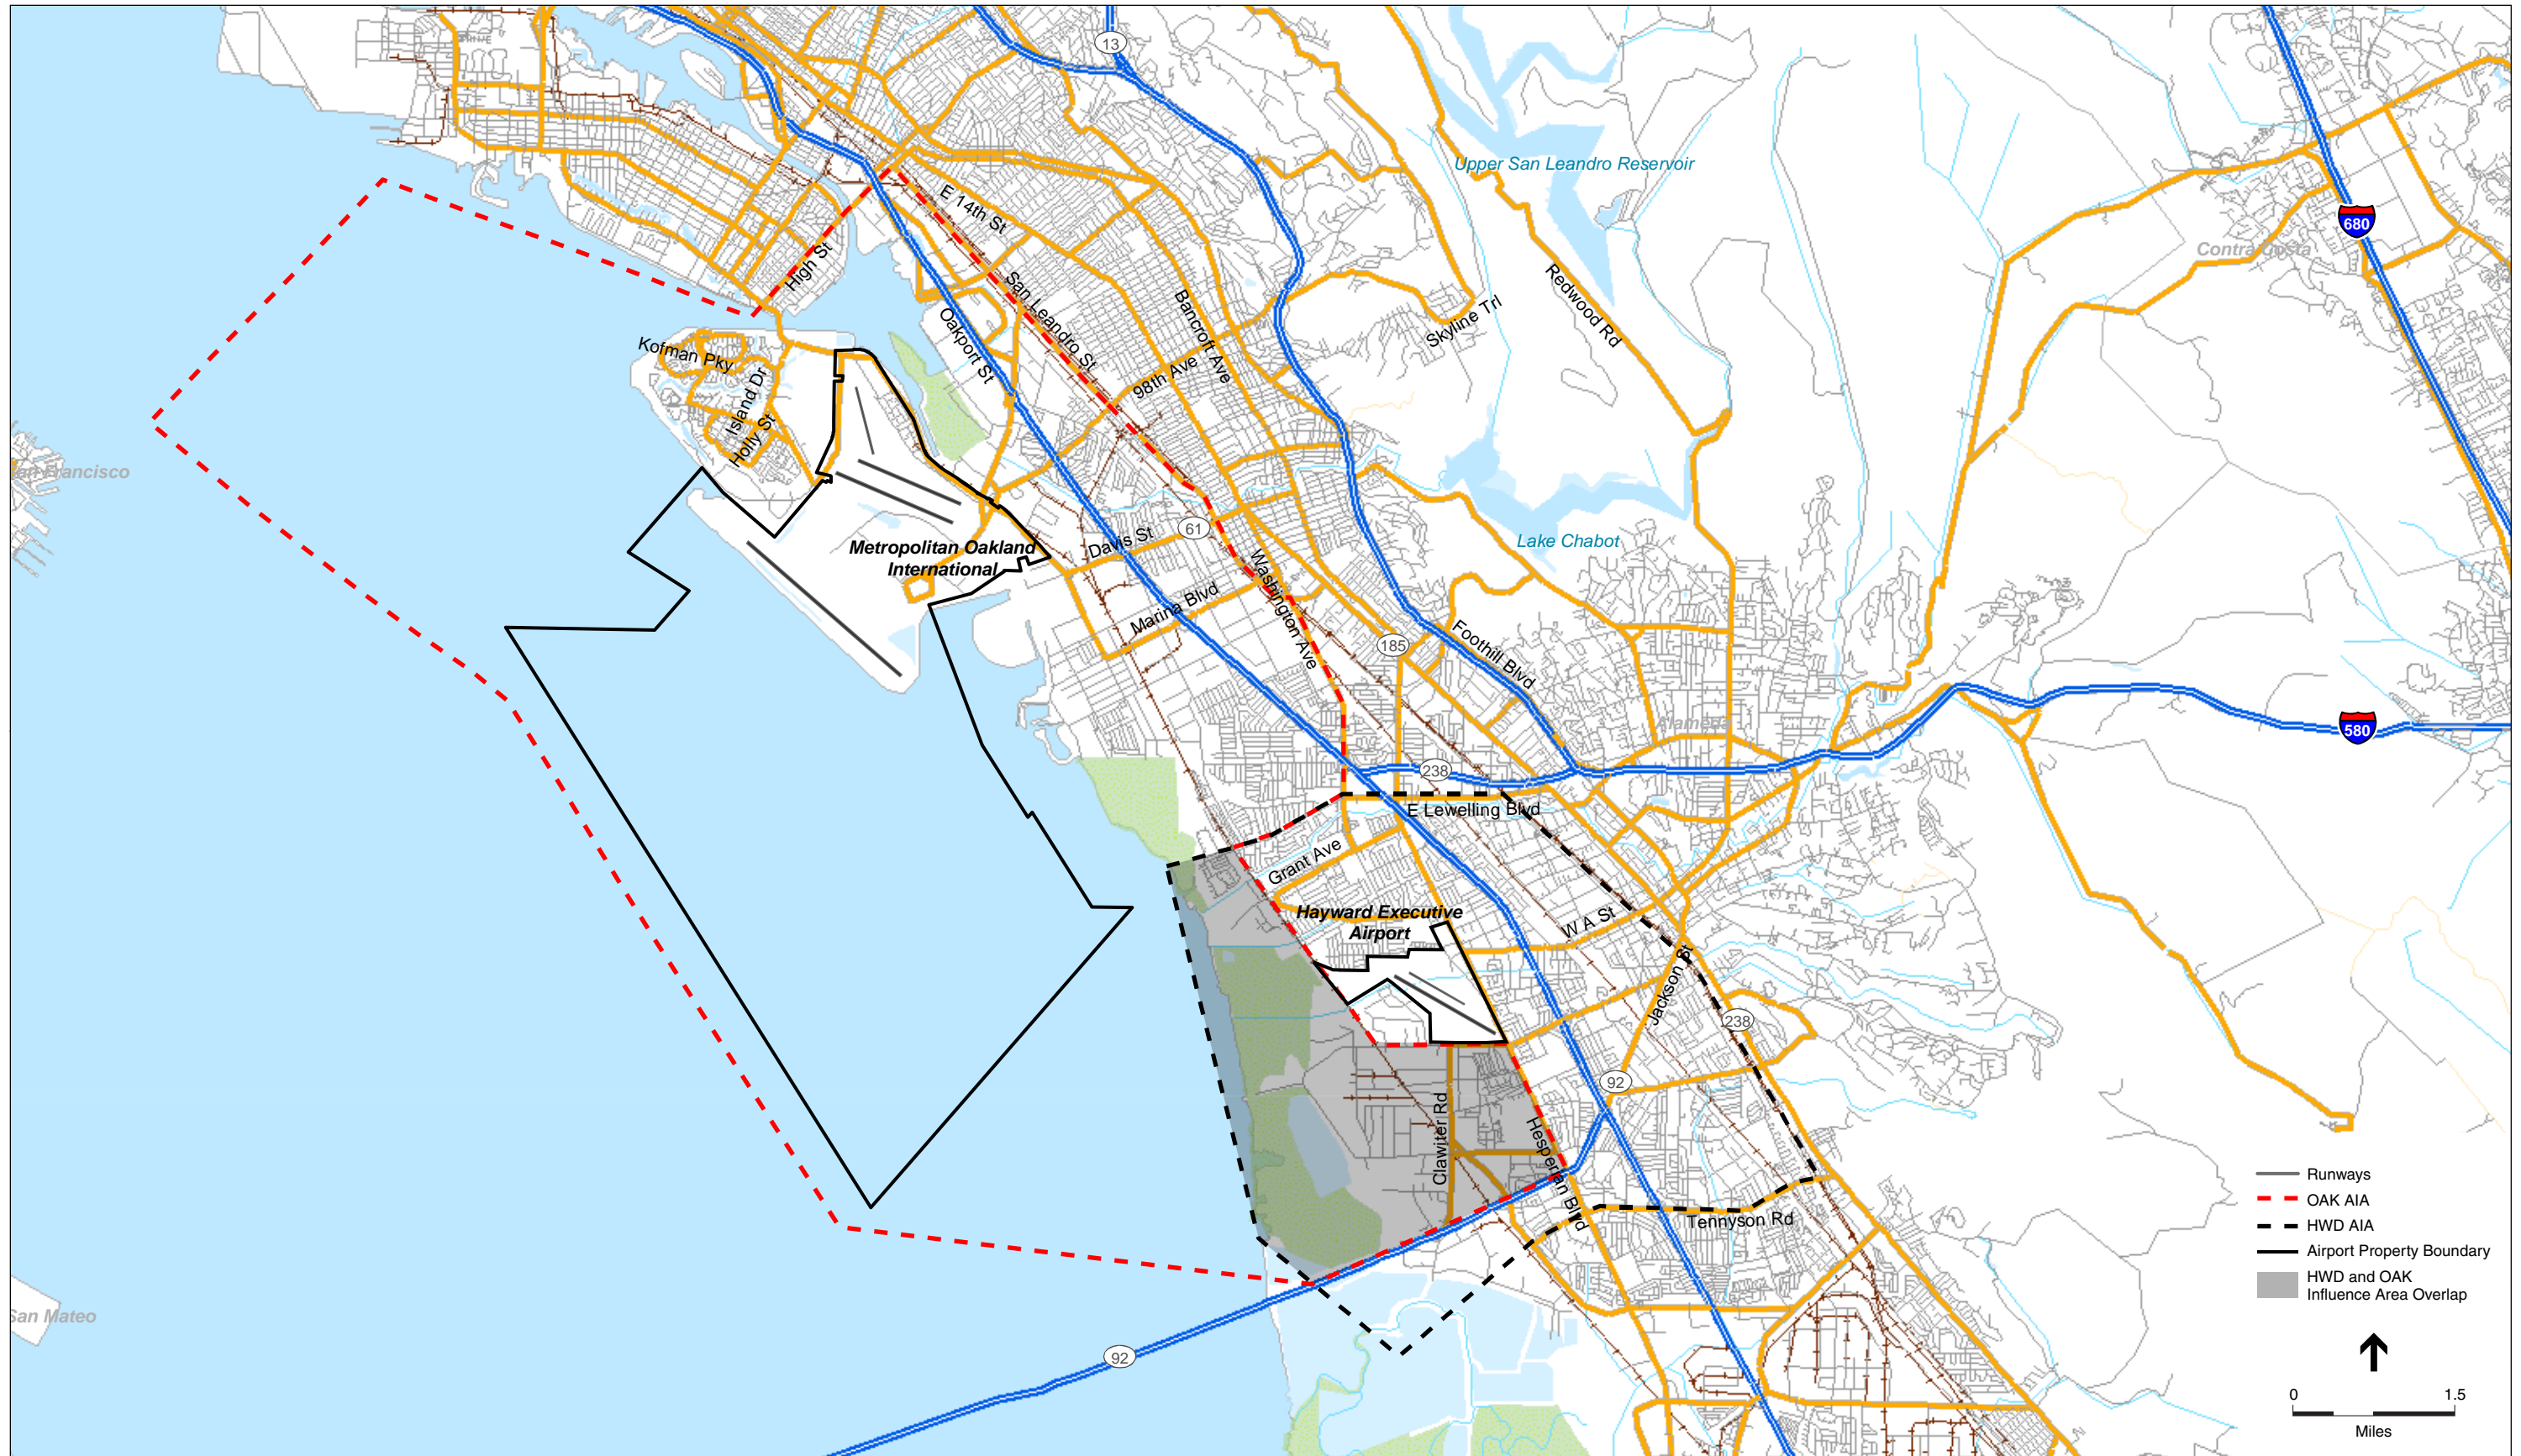 13
Upper San Leandro Reservoir
E 14th St
680
Contra Costa
High St
San Leandro St
Bancroft Ave
Redwood Rd
Skyline Trl
Oakport St
Kofman Pky
Island Dr
98th Ave
Holly St
San Francisco
61
Davis St
Metropolitan Oakland
International
Lake Chabot
Washington Ave
Marina Blvd
185
Foothill Blvd
Alameda
580
238
E Lewelling Blvd
Grant Ave
Hayward Executive
Airport
W A St
Jackson St
238
92
Clawiter Rd
Hesperian Blvd
Tennyson Rd
San Mateo
92
Runways
OAK AIA
HWD AIA
Airport Property Boundary
HWD and OAK
Influence Area Overlap
0 1.5
Miles